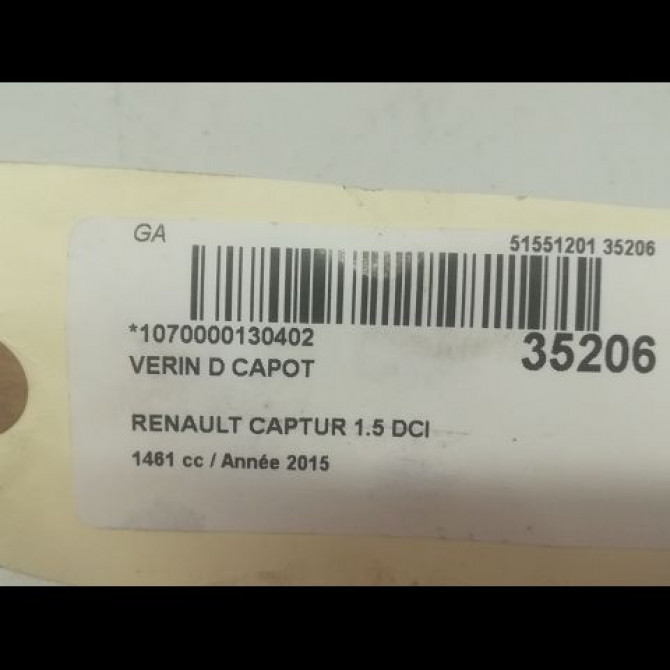 GA
51551201 35206
*1070000130402
35206
VERIN D CAPOT
RENAULT CAPTUR 1.5 DCI
1461 cc / Année 2015